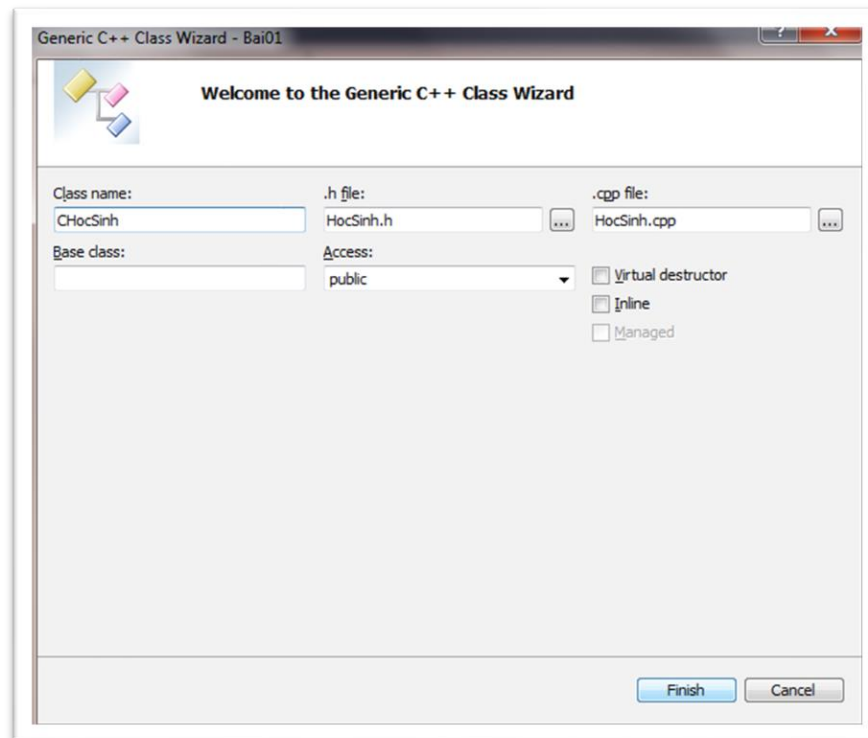 Generic C++ Class Wizard - Bai01
? X
Welcome to the Generic C++ Class Wizard
Class name: .h file: .cpp file:
CHocSinh HocSinh.h ... HocSinh.cpp ...
Base class: Access:
public
Virtual destructor
Inline
Managed
Finish Cancel